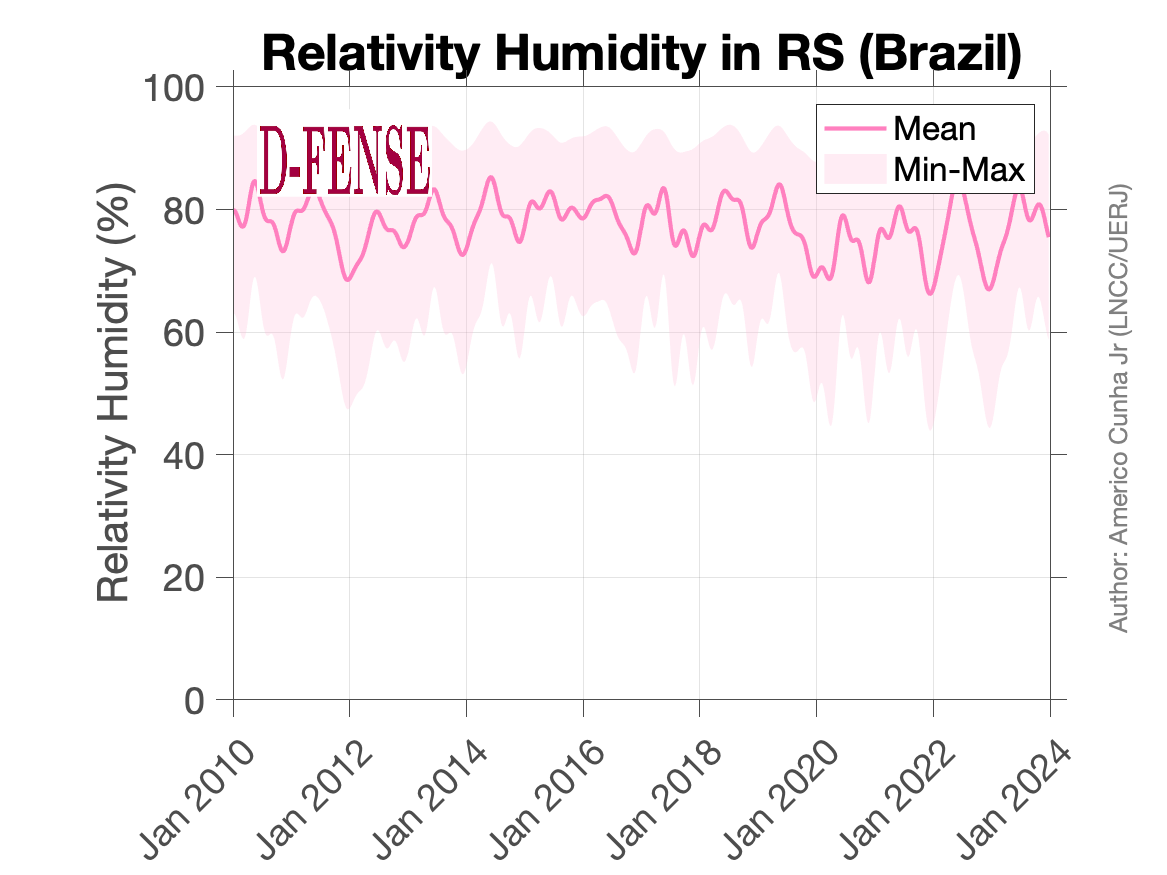 Relativity Humidity in RS (Brazil)
D-FENSE
Mean
Min-Max
Relativity Humidity (%)
100
80
60
40
20
0
Jan 2010
Jan 2012
Jan 2014
Jan 2016
Jan 2018
Jan 2020
Jan 2022
Jan 2024
Author: Americo Cunha Jr (LNCC/UERJ)